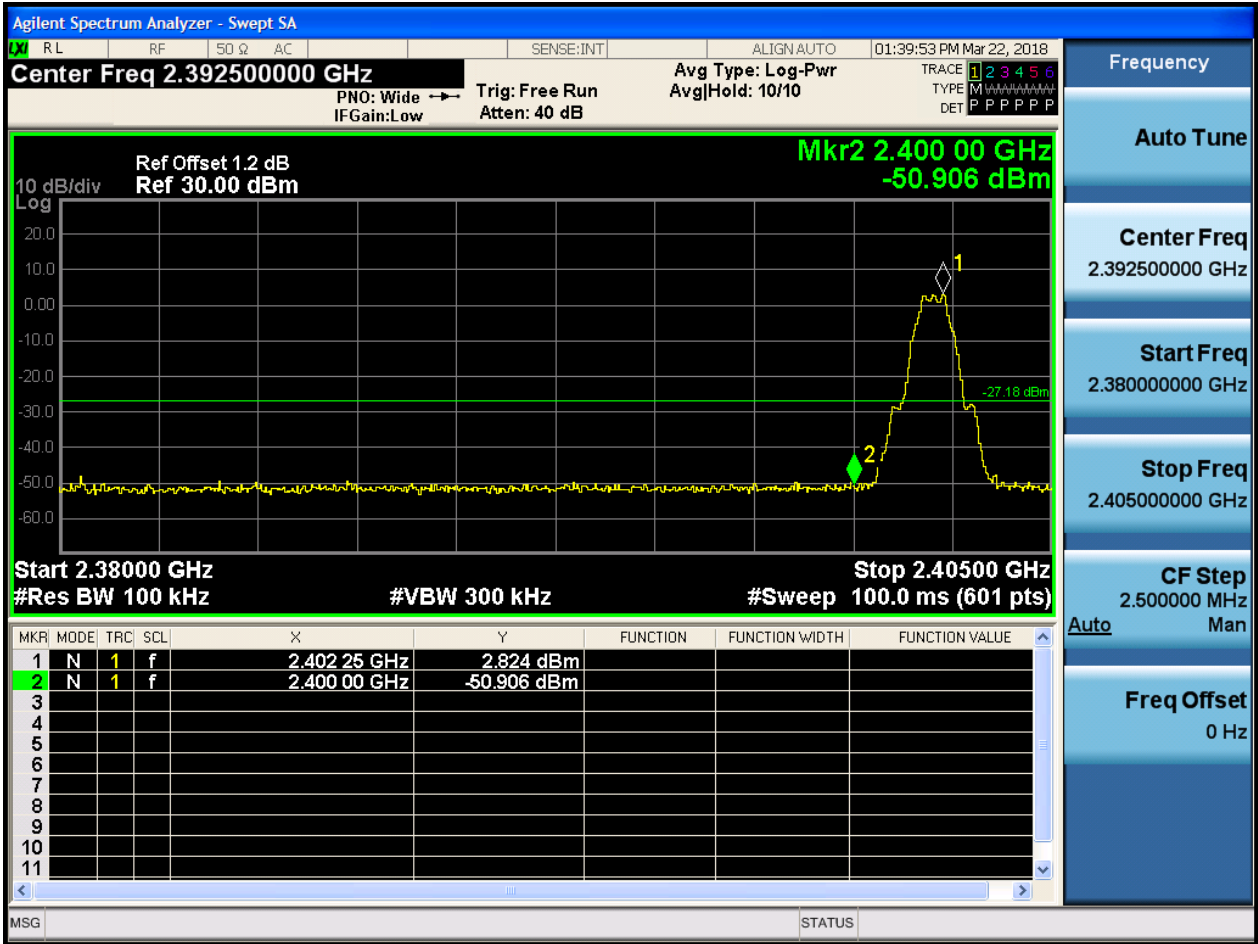 Agilent Spectrum Analyzer - Swept SA
LXI RL RF 50 Ω AC SENSE:INT ALIGN AUTO 01:39:53 PM Mar 22, 2018
Center Freq 2.392500000 GHz
PNO: Wide
IFGain:Low
Trig: Free Run
Atten: 40 dB
Avg Type: Log-Pwr
Avg|Hold: 10/10
TRACE 1 2 3 4 5 6
TYPE M WWWWW
DET P P P P P P
Mkr2 2.400 00 GHz
-50.906 dBm
Ref Offset 1.2 dB
10 dB/div Ref 30.00 dBm
Log
20.0
10.0
0.00
-10.0
-20.0
-30.0
-40.0
-50.0
-60.0
1
-27.18 dBm
2
Start 2.38000 GHz Stop 2.40500 GHz
#Res BW 100 kHz #VBW 300 kHz #Sweep 100.0 ms (601 pts)
MKR MODE TRC SCL X Y FUNCTION FUNCTION WIDTH FUNCTION VALUE
1 N 1 f 2.402 25 GHz 2.824 dBm
2 N 1 f 2.400 00 GHz -50.906 dBm
3
4
5
6
7
8
9
10
11
MSG STATUS
Frequency
Auto Tune
Center Freq
2.392500000 GHz
Start Freq
2.380000000 GHz
Stop Freq
2.405000000 GHz
CF Step
2.500000 MHz
Auto Man
Freq Offset
0 Hz